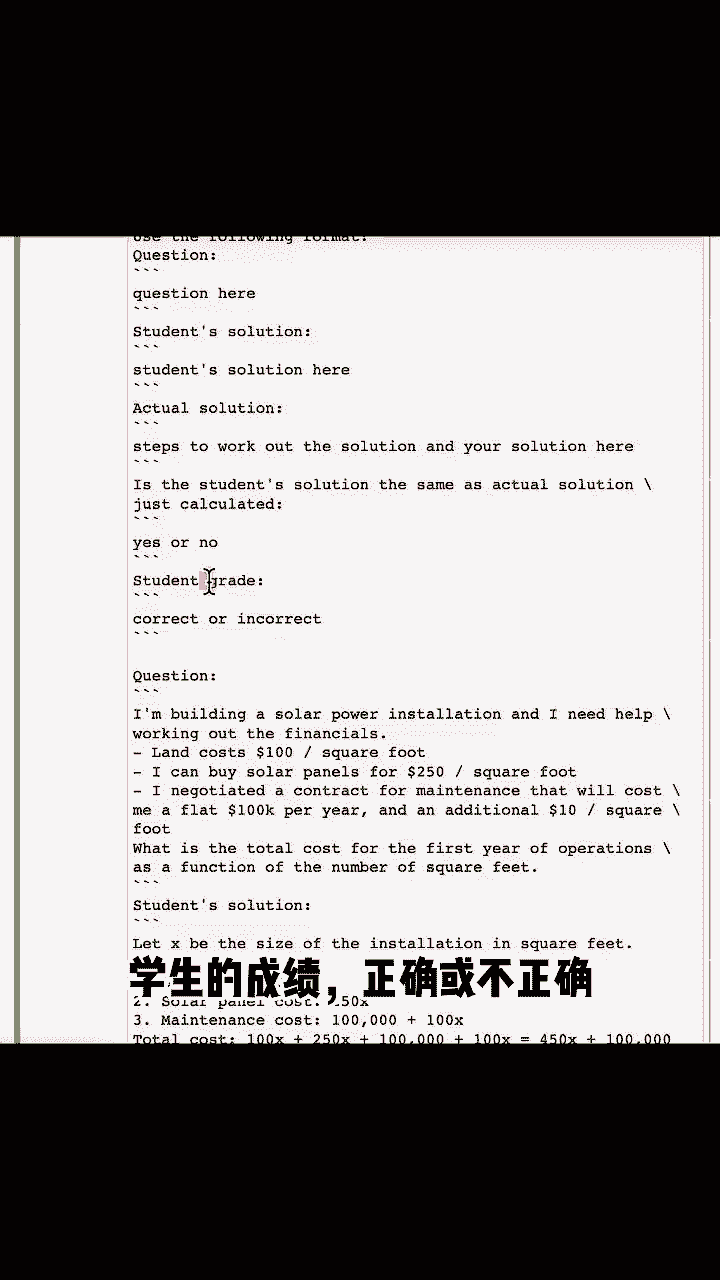 Use the following format:
Question:
```
question here
```
Student's solution:
```
student's solution here
```
Actual solution:
```
steps to work out the solution and your solution here
```
Is the student's solution the same as actual solution \
just calculated:
```
yes or no
```
Student grade:
```
correct or incorrect
```
Question:
```
I'm building a solar power installation and I need help \
working out the financials.
- Land costs $100 / square foot
- I can buy solar panels for $250 / square foot
- I negotiated a contract for maintenance that will cost \
me a flat $100k per year, and an additional $10 / square \
foot
What is the total cost for the first year of operations \
as a function of the number of square feet.
```
Student's solution:
```
Let x be the size of the installation in square feet.
学生的成绩，正确或不正确
2. Solar panel cost: 250x
3. Maintenance cost: 100,000 + 100x
Total cost: 100x + 250x + 100,000 + 100x = 450x + 100,000